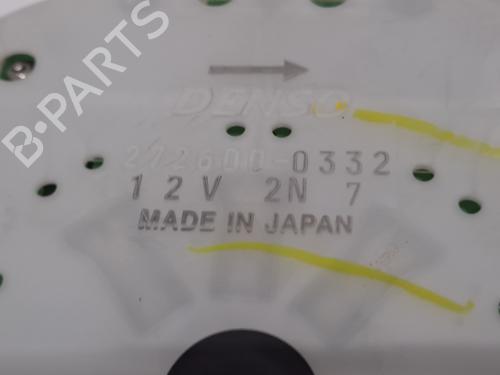 B-PARTS
DENSO
272600-0332
12V 2N 7
MADE IN JAPAN